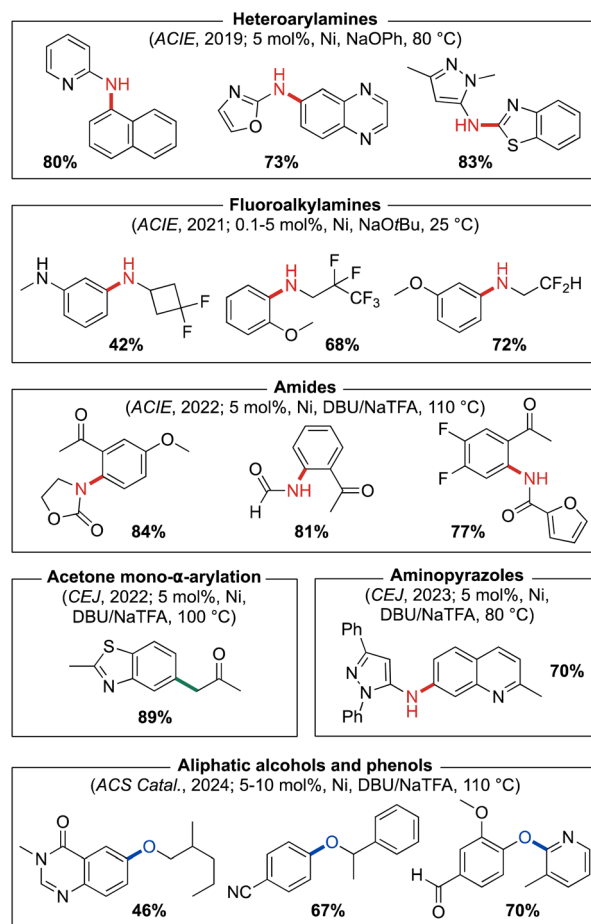 Heteroarylamines
(ACIE, 2019; 5 mol%, Ni, NaOPh, 80 °C)
N
H
N
80%
N
O
H
N
N
N
73%
N
N
HN
N
S
83%
Fluoroalkylamines
(ACIE, 2021; 0.1-5 mol%, Ni, NaOtBu, 25 °C)
H
N
H
N
F
F
42%
H
N
F
F
CF3
O
68%
O
H
N
CF2H
72%
Amides
(ACIE, 2022; 5 mol%, Ni, DBU/NaTFA, 110 °C)
O
O
N
O
O
84%
O
H
NH
O
81%
F
F
O
NH
O
O
77%
Acetone mono-α-arylation
(CEJ, 2022; 5 mol%, Ni,
DBU/NaTFA, 100 °C)
S
N
O
89%
Aminopyrazoles
(CEJ, 2023; 5 mol%, Ni,
DBU/NaTFA, 80 °C)
Ph
N
N
Ph
N
H
N
70%
Aliphatic alcohols and phenols
(ACS Catal., 2024; 5-10 mol%, Ni, DBU/NaTFA, 110 °C)
O
N
N
O
46%
O
NC
67%
O
O
N
O
H
70%